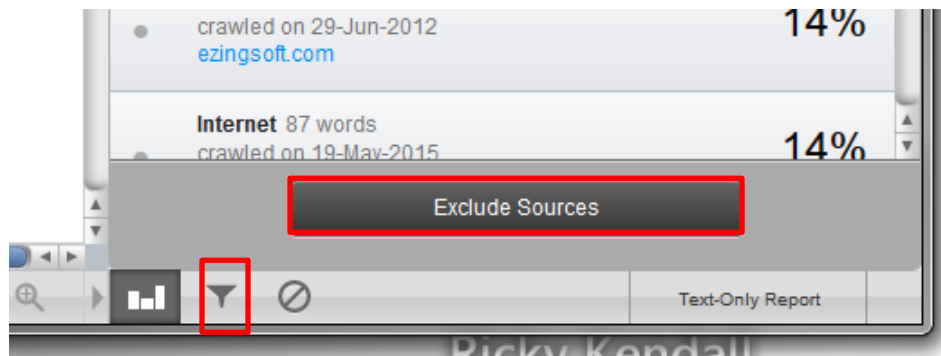 crawled on 29-Jun-2012
14%
ezingsoft.com
Internet 87 words
crawled on 19-May-2015
14%
Exclude Sources
Text-Only Report
Ricky Kendall